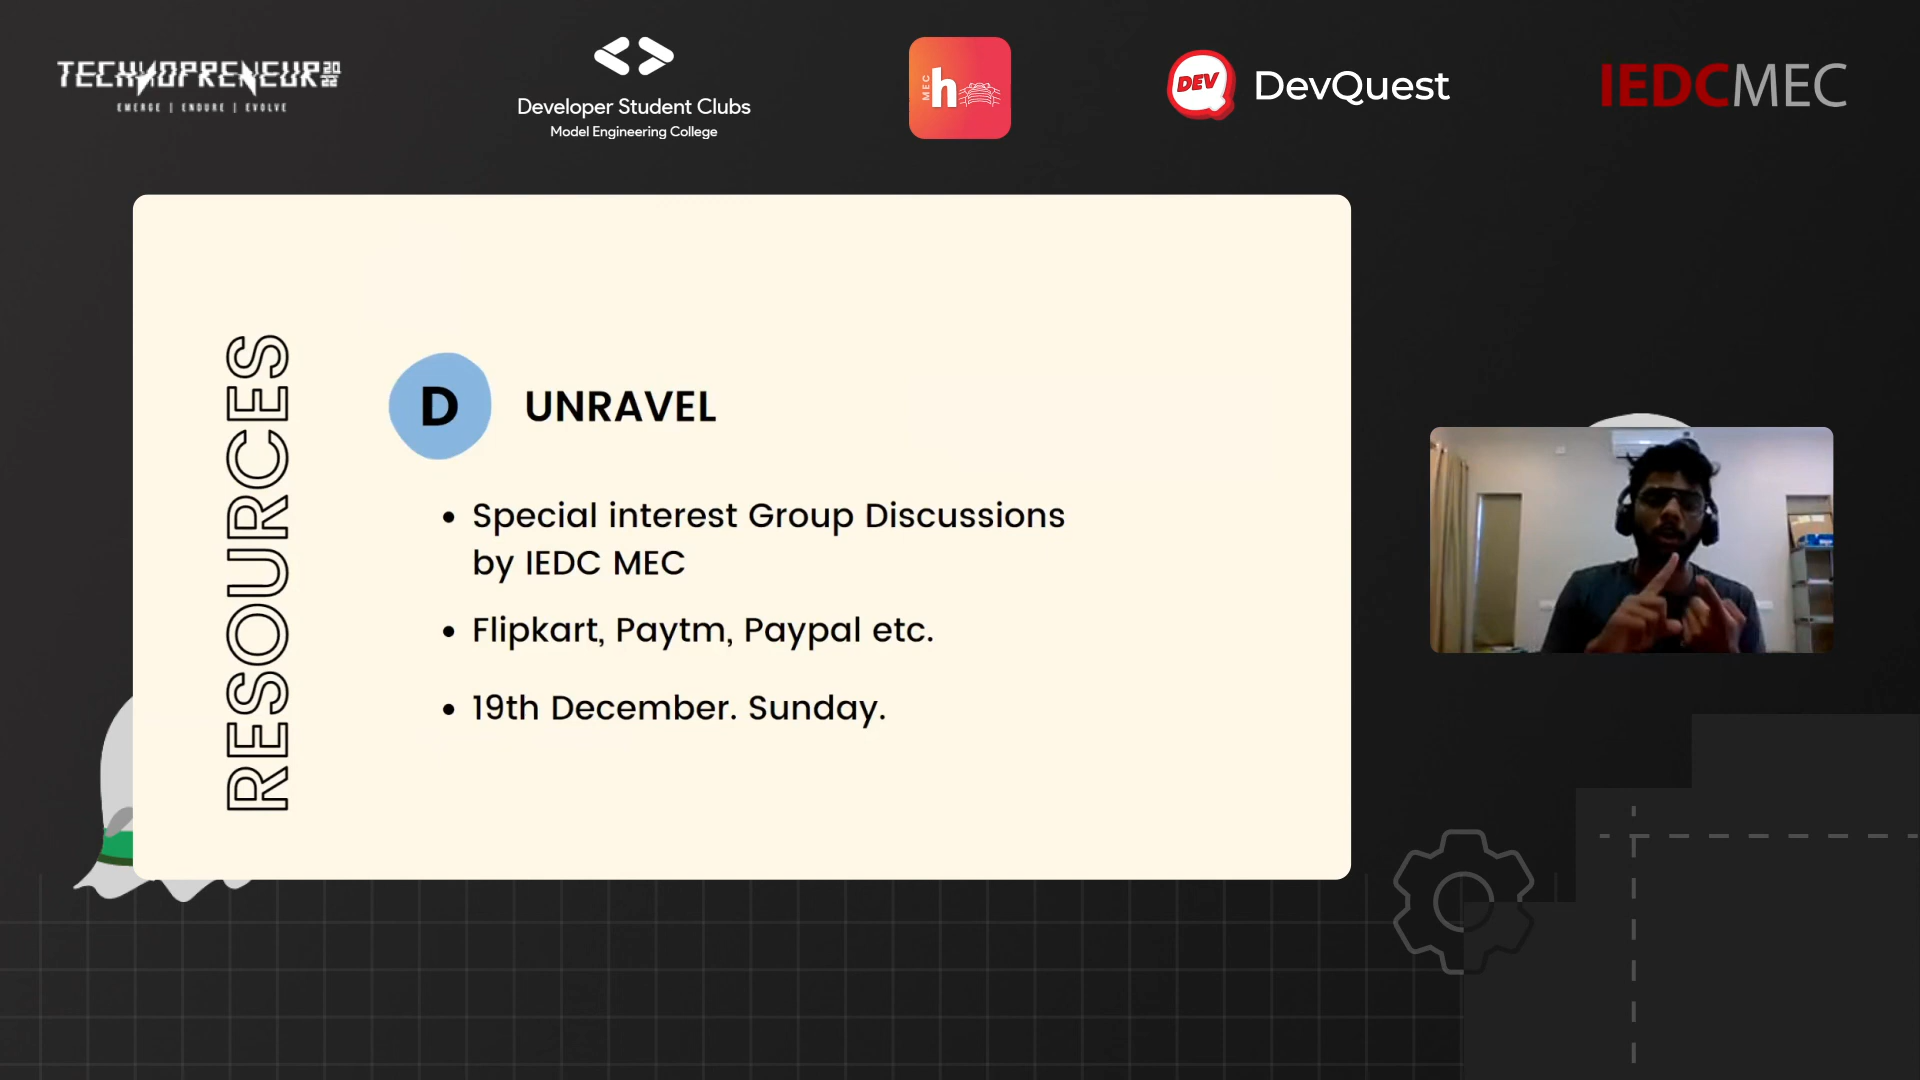 TECHNOPRENEUR 2022
EMERGE | ENDURE | EVOLVE
Developer Student Clubs
Model Engineering College
MEC
h
DEV
DevQuest
IEDCMEC
RESOURCES
D
UNRAVEL
• Special interest Group Discussions
by IEDC MEC
• Flipkart, Paytm, Paypal etc.
• 19th December. Sunday.